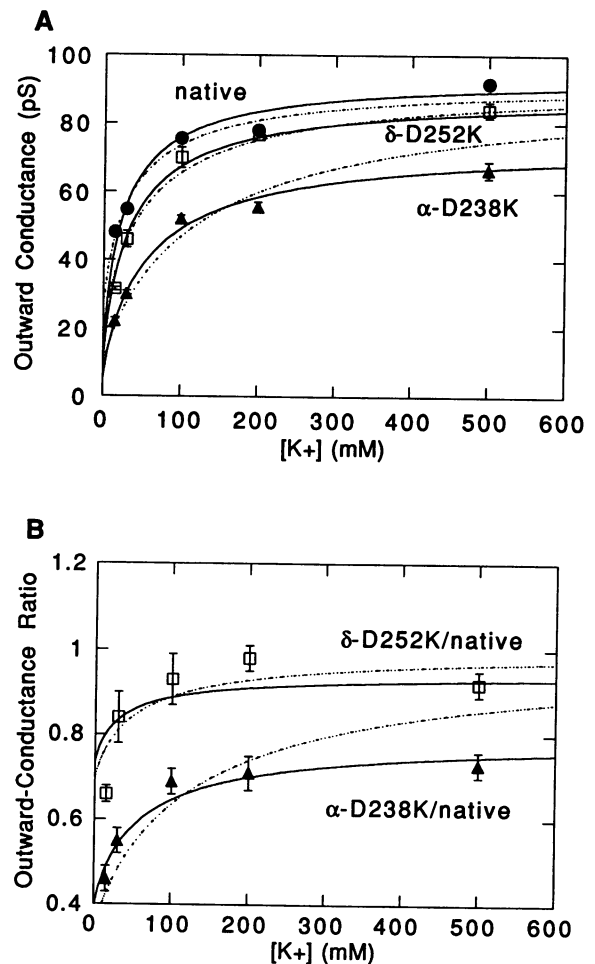 A
100
80
60
40
20
0
Outward Conductance (pS)
native
δ-D252K
α-D238K
0 100 200 300 400 500 600
[K+] (mM)
B
1.2
1
0.8
0.6
0.4
Outward-Conductance Ratio
δ-D252K/native
α-D238K/native
0 100 200 300 400 500 600
[K+] (mM)